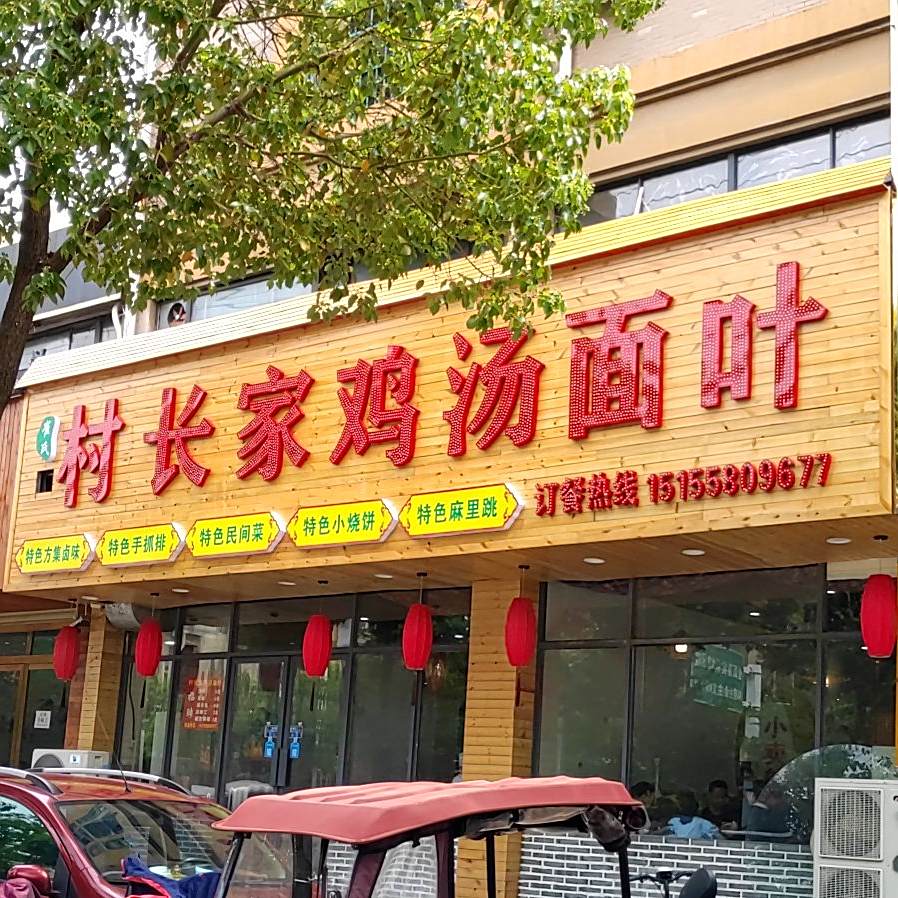 村长家鸡汤面叶
订餐热线 15155809677
特色方集卤味
特色手抓排
特色民间菜
特色小烧饼
特色麻里跳